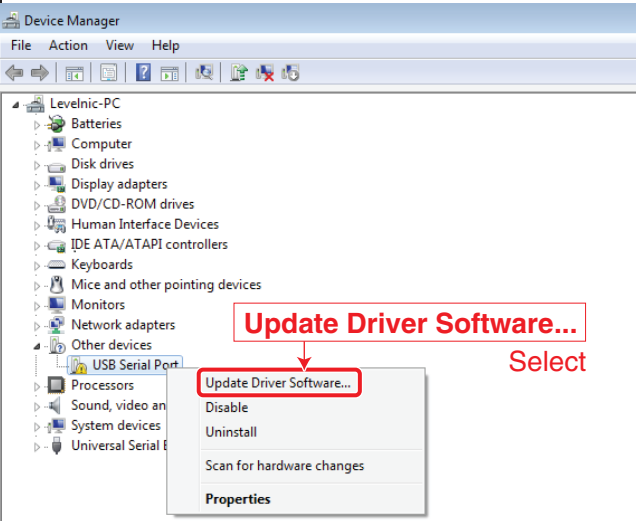 Device Manager
File Action View Help
Levelnic-PC
Batteries
Computer
Disk drives
Display adapters
DVD/CD-ROM drives
Human Interface Devices
IDE ATA/ATAPI controllers
Keyboards
Mice and other pointing devices
Monitors
Network adapters
Update Driver Software...
Other devices
Select
USB Serial Port
Processors
Update Driver Software...
Sound, video an
Disable
System devices
Uninstall
Universal Serial
Scan for hardware changes
Properties